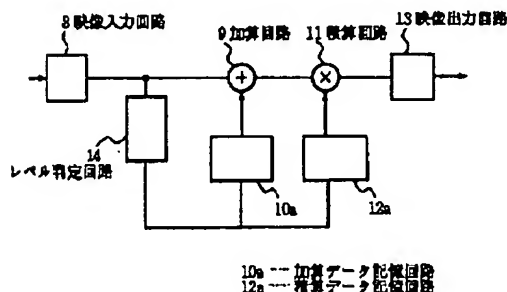 8 映像入力回路
9 加算回路
11 積算回路
13 映像出力回路
+
×
14
レベル判定回路
10a
12a
10a --- 加算データ記憶回路
12a --- 積算データ記憶回路